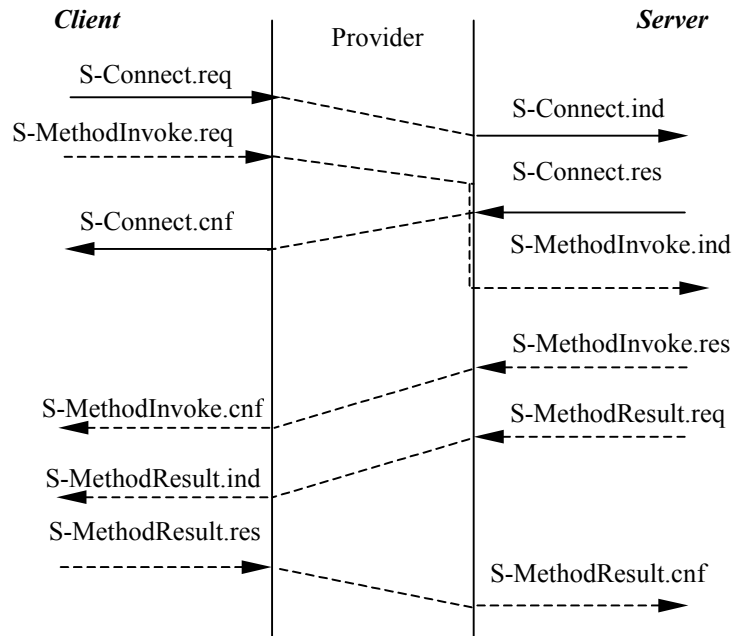 Client
Provider
Server
S-Connect.req
S-Connect.ind
S-MethodInvoke.req
S-Connect.res
S-Connect.cnf
S-MethodInvoke.ind
S-MethodInvoke.res
S-MethodInvoke.cnf
S-MethodResult.req
S-MethodResult.ind
S-MethodResult.res
S-MethodResult.cnf